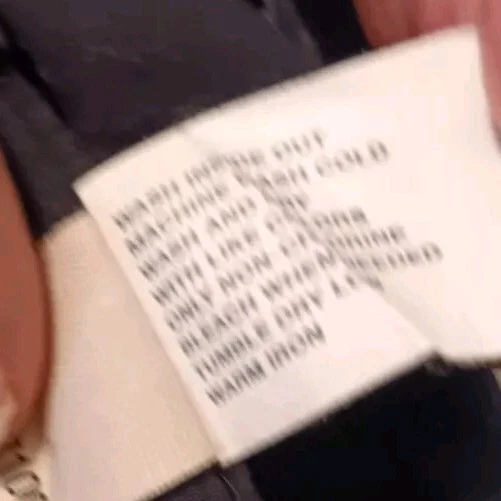 WASH INSIDE OUT
MACHINE WASH COLD
WASH AND DRY
WITH LIKE COLORS
ONLY NON-CHLORINE
BLEACH WHEN NEEDED
TUMBLE DRY LOW
WARM IRON